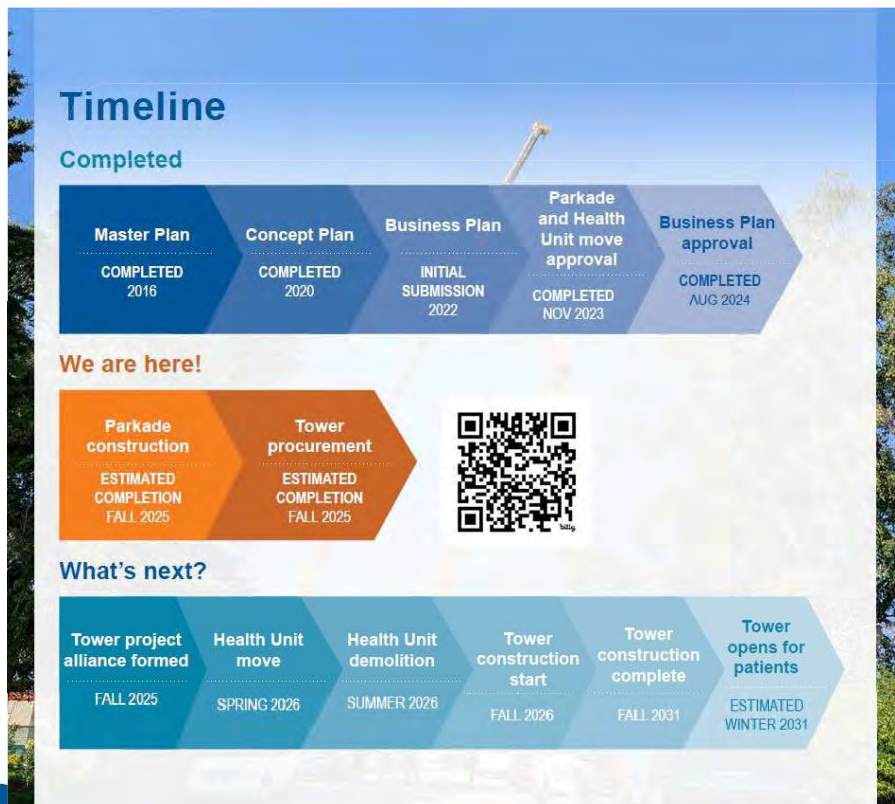 Timeline
Completed
Master Plan
COMPLETED
2016
Concept Plan
COMPLETED
2020
Business Plan
INITIAL
SUBMISSION
2022
Parkade
and Health
Unit move
approval
COMPLETED
NOV 2023
Business Plan
approval
COMPLETED
AUG 2024
We are here!
Parkade
construction
ESTIMATED
COMPLETION
FALL 2025
Tower
procurement
ESTIMATED
COMPLETION
FALL 2025
bitly
What's next?
Tower project
alliance formed
FALL 2025
Health Unit
move
SPRING 2026
Health Unit
demolition
SUMMER 2026
Tower
construction
start
FALL 2026
Tower
construction
complete
FALL 2031
Tower
opens for
patients
ESTIMATED
WINTER 2031